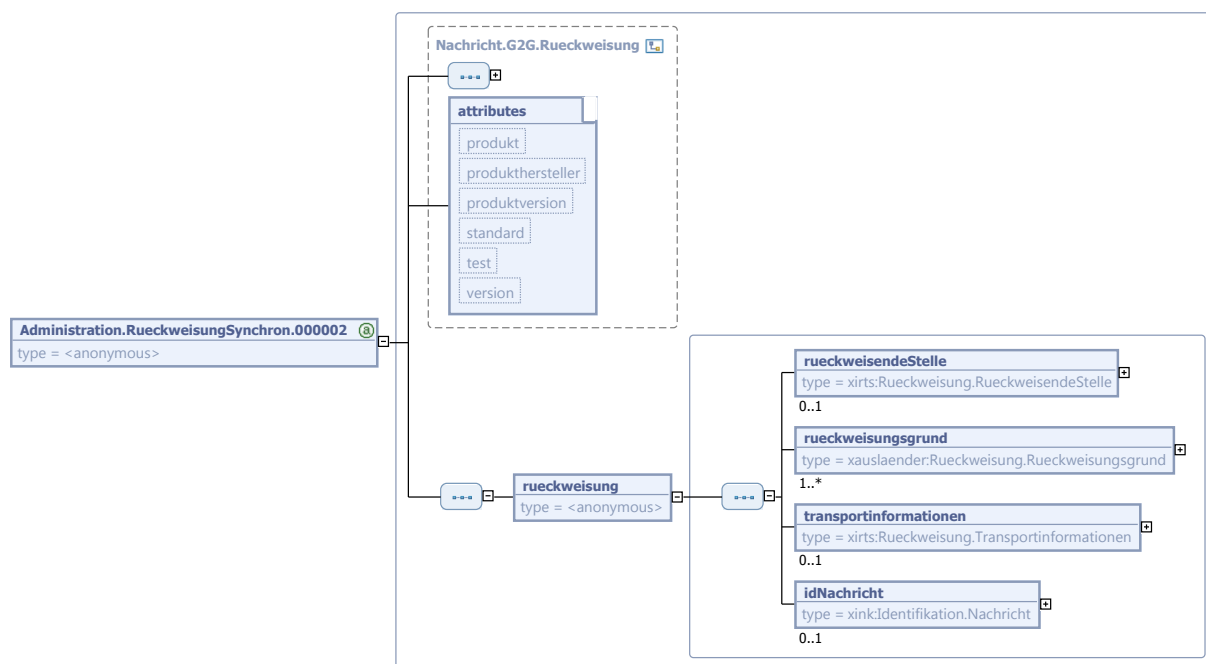 Nachricht.G2G.Rueckweisung
attributes
produkt
produkthersteller
produktversion
standard
test
version
Administration.RueckweisungSynchron.000002 a
type = <anonymous>
rueckweisung
type = <anonymous>
rueckweisendeStelle
type = xirts:Rueckweisung.RueckweisendeStelle
0..1
rueckweisungsgrund
type = xauslaender:Rueckweisung.Rueckweisungsgrund
1..*
transportinformationen
type = xirts:Rueckweisung.Transportinformationen
0..1
idNachricht
type = xink:Identifikation.Nachricht
0..1